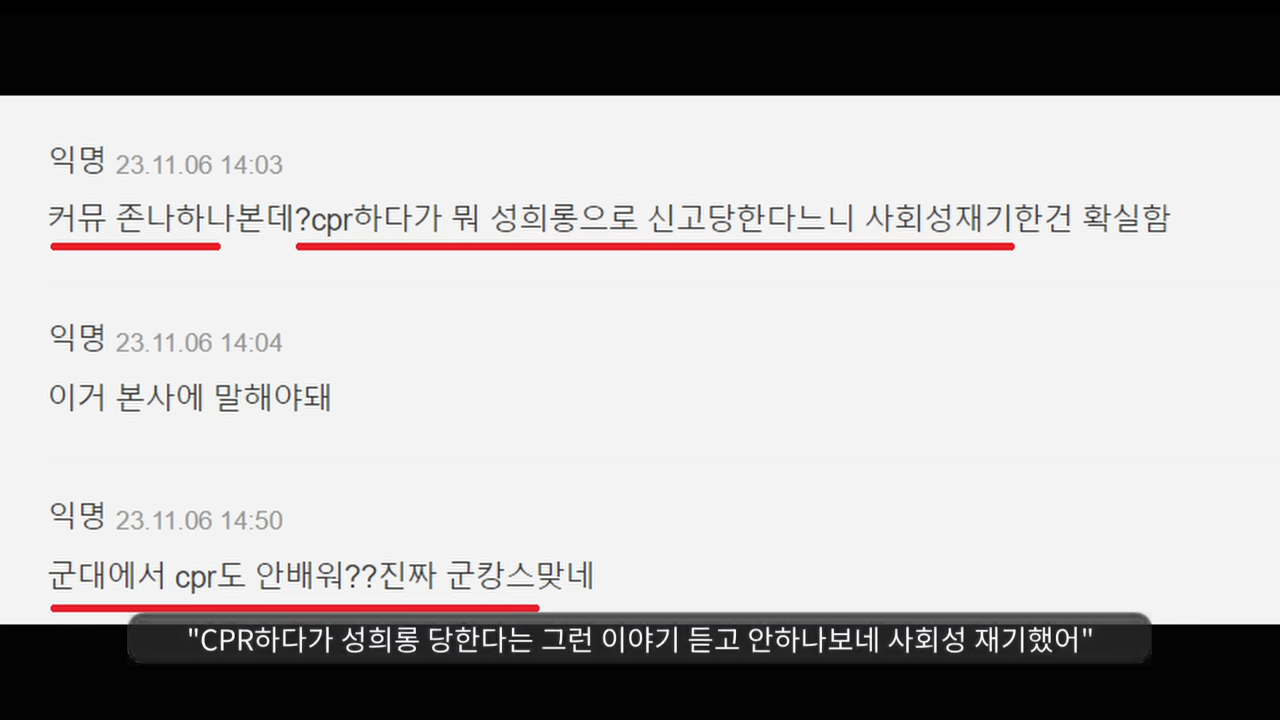 익명 23.11.06 14:03
커뮤 존나하나본데?cpr하다가 뭐 성희롱으로 신고당한다느니 사회성재기한건 확실함
익명 23.11.06 14:04
이거 본사에 말해야돼
익명 23.11.06 14:50
군대에서 cpr도 안배워??진짜 군캉스맞네
"CPR하다가 성희롱 당한다는 그런 이야기 듣고 안하나보네 사회성 재기했어"